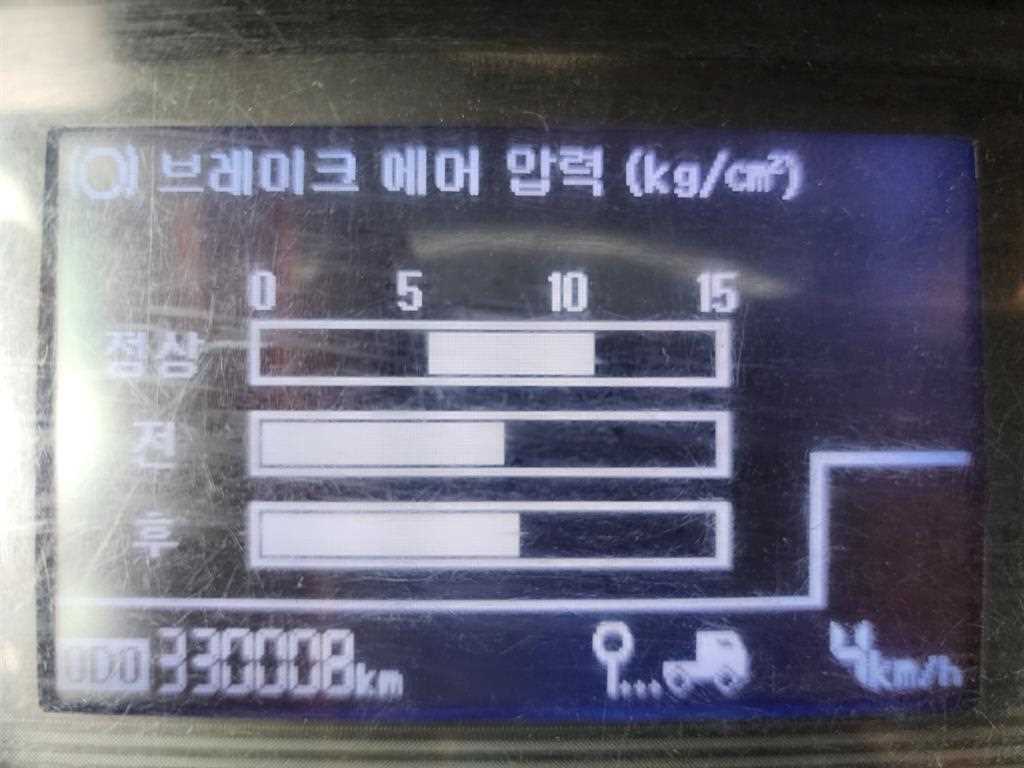 브레이크 에어 압력 (kg/cm²)
0 5 10 15
정상
전
후
ODO 330008km
4km/h